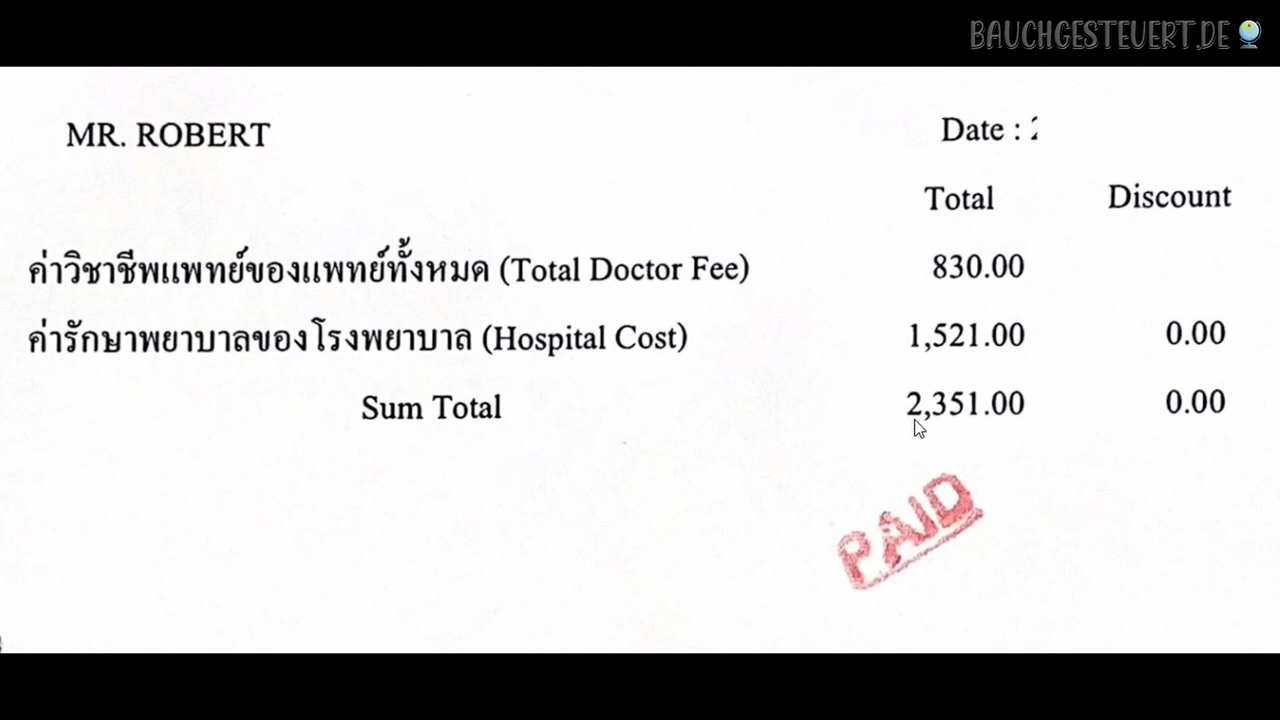 BAUCHGESTEUERT.DE
MR. ROBERT
Date :
Total Discount
ค่าวิชาชีพแพทย์ของแพทย์ทั้งหมด (Total Doctor Fee) 830.00
ค่ารักษาพยาบาลของโรงพยาบาล (Hospital Cost) 1,521.00 0.00
Sum Total 2,351.00 0.00
PAID